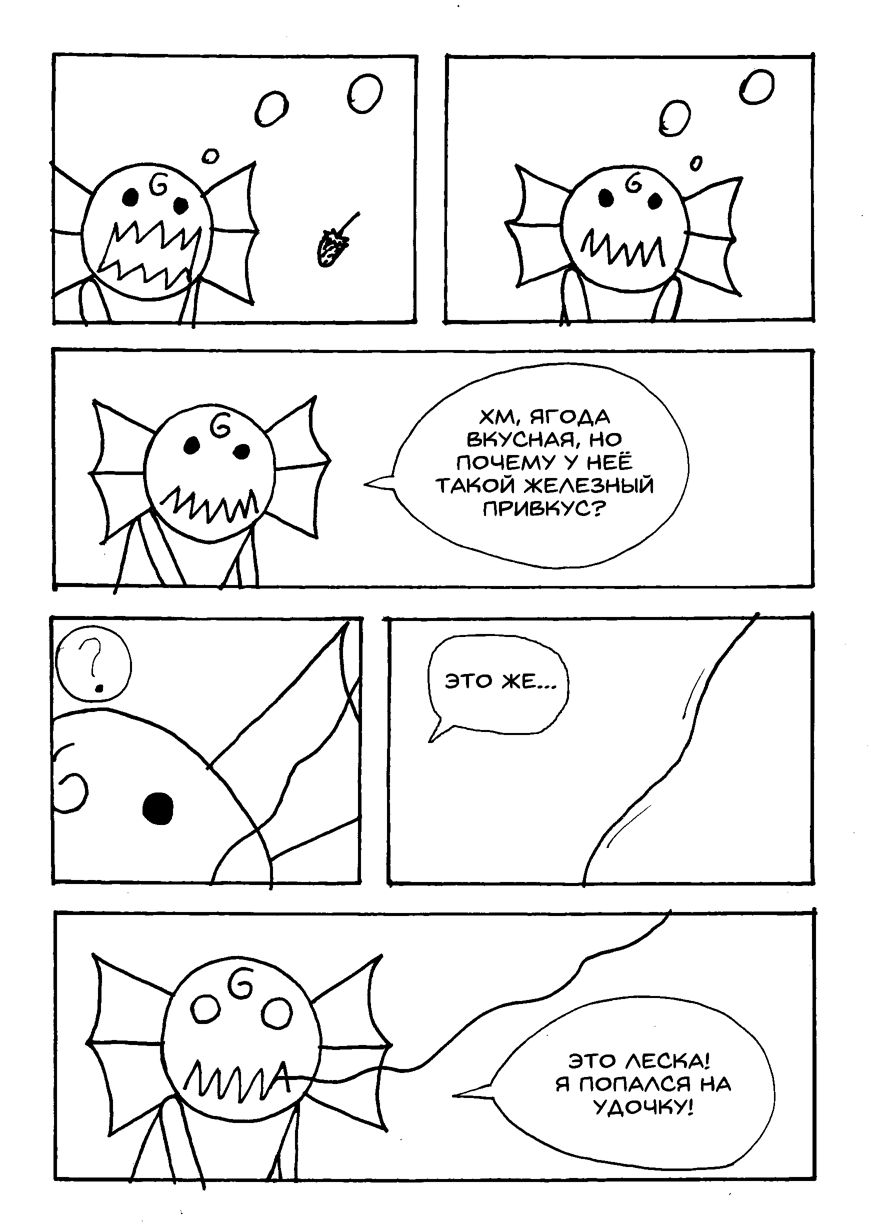 ХМ, ЯГОДА
ВКУСНАЯ, НО
ПОЧЕМУ У НЕЁ
ТАКОЙ ЖЕЛЕЗНЫЙ
ПРИВКУС?
?
ЭТО ЖЕ...
ЭТО ЛЕСКА!
Я ПОПАЛСЯ НА
УДОЧКУ!